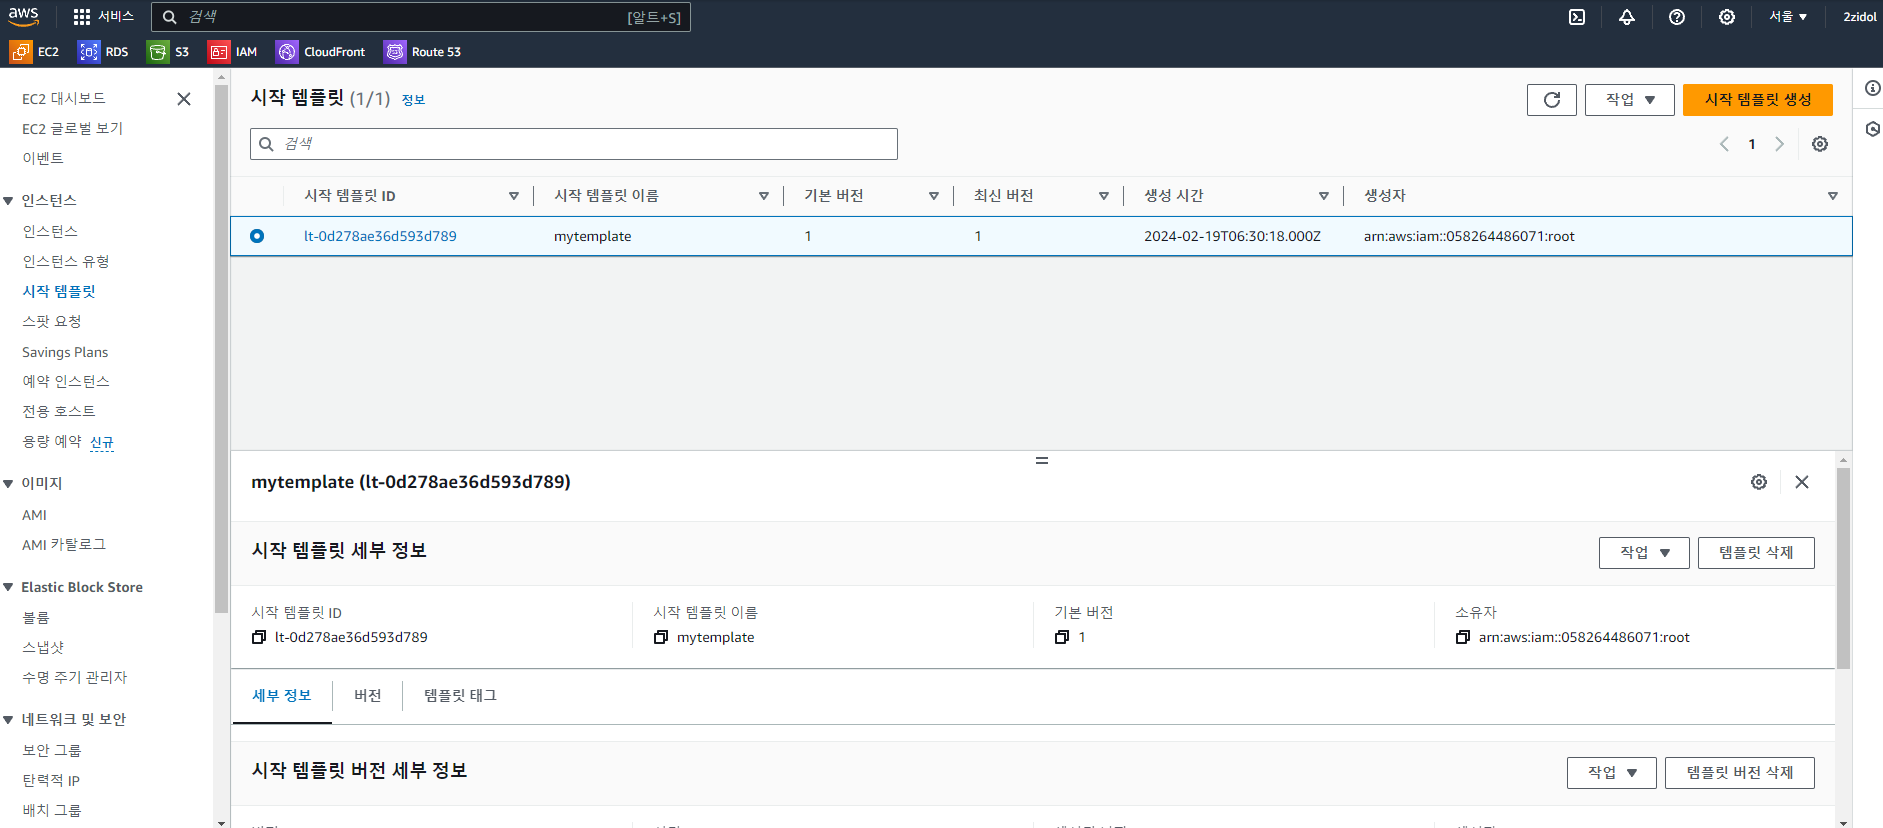 aws 서비스 검색 [알트+S] 서울 2zidol
EC2 RDS S3 IAM CloudFront Route 53
EC2 대시보드
EC2 글로벌 보기
이벤트
인스턴스
인스턴스
인스턴스 유형
시작 템플릿
스팟 요청
Savings Plans
예약 인스턴스
전용 호스트
용량 예약 신규
이미지
AMI
AMI 카탈로그
Elastic Block Store
볼륨
스냅샷
수명 주기 관리자
네트워크 및 보안
보안 그룹
탄력적 IP
배치 그룹
시작 템플릿 (1/1) 정보
작업 시작 템플릿 생성
검색
1
시작 템플릿 ID 시작 템플릿 이름 기본 버전 최신 버전 생성 시간 생성자
lt-0d278ae36d593d789 mytemplate 1 1 2024-02-19T06:30:18.000Z arn:aws:iam::058264486071:root
mytemplate (lt-0d278ae36d593d789)
시작 템플릿 세부 정보 작업 템플릿 삭제
시작 템플릿 ID 시작 템플릿 이름 기본 버전 소유자
lt-0d278ae36d593d789 mytemplate 1 arn:aws:iam::058264486071:root
세부 정보 버전 템플릿 태그
시작 템플릿 버전 세부 정보 작업 템플릿 버전 삭제